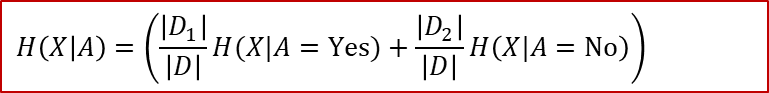 H(X|A) = (|D₁|/|D| H(X|A = Yes) + |D₂|/|D| H(X|A = No))